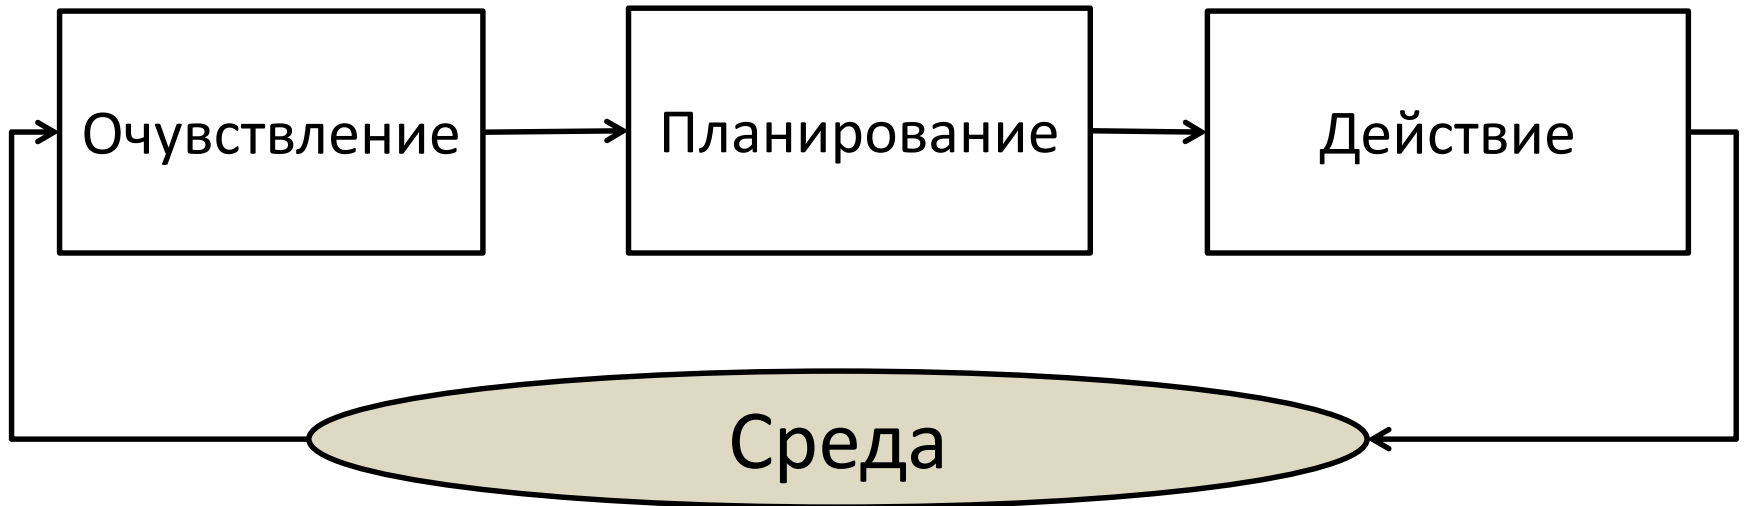 Очувствление
Планирование
Действие
Среда